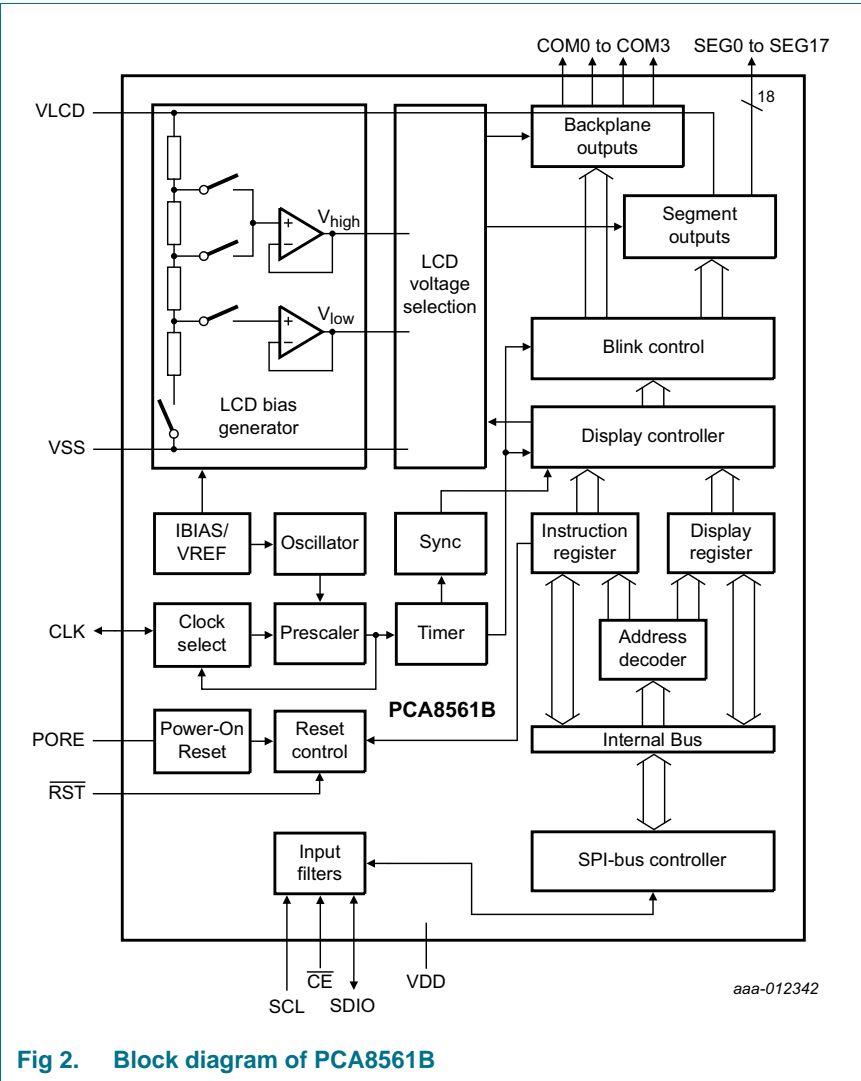 COM0 to COM3 SEG0 to SEG17
18
VLCD
Backplane
outputs
Vhigh
Segment
outputs
LCD
voltage
selection
Vlow
Blink control
LCD bias
generator
Display controller
VSS
IBIAS/
VREF
Oscillator
Sync
Instruction
register
Display
register
CLK
Clock
select
Prescaler
Timer
Address
decoder
PCA8561B
PORE
Power-On
Reset
Reset
control
Internal Bus
RST
Input
filters
SPI-bus controller
SCL
CE
SDIO
VDD
aaa-012342
Fig 2. Block diagram of PCA8561B